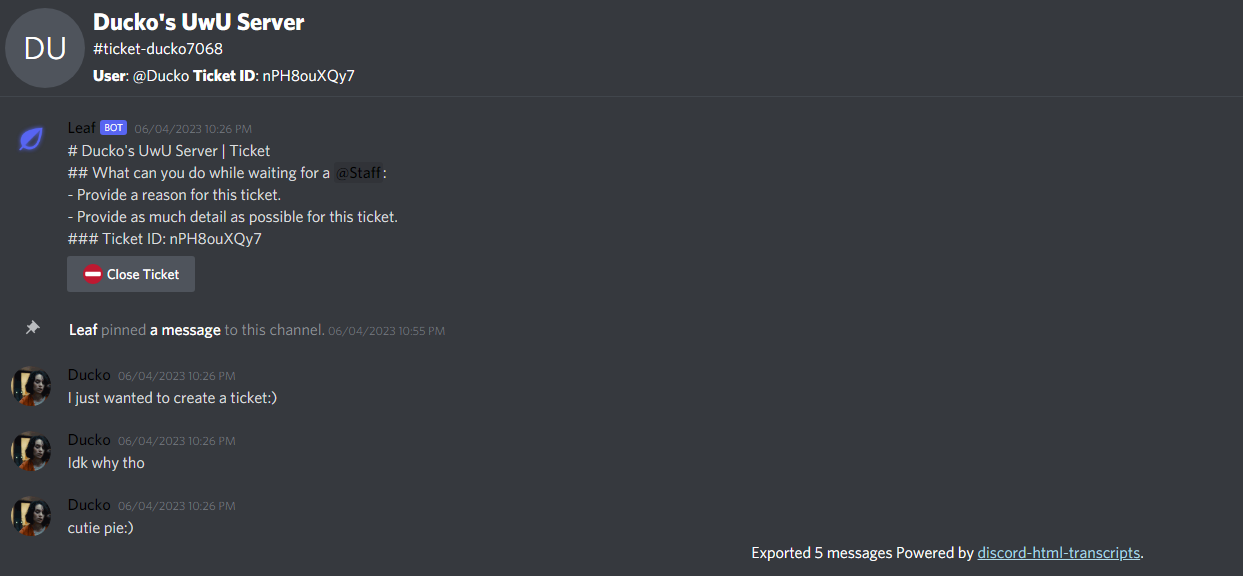 DU
Ducko's UwU Server
#ticket-ducko7068
User: @Ducko Ticket ID: nPH8ouXQy7
Leaf BOT 06/04/2023 10:26 PM
# Ducko's UwU Server | Ticket
## What can you do while waiting for a @Staff:
- Provide a reason for this ticket.
- Provide as much detail as possible for this ticket.
### Ticket ID: nPH8ouXQy7
Close Ticket
Leaf pinned a message to this channel. 06/04/2023 10:55 PM
Ducko 06/04/2023 10:26 PM
I just wanted to create a ticket:)
Ducko 06/04/2023 10:26 PM
Idk why tho
Ducko 06/04/2023 10:26 PM
cutie pie:)
Exported 5 messages Powered by discord-html-transcripts.